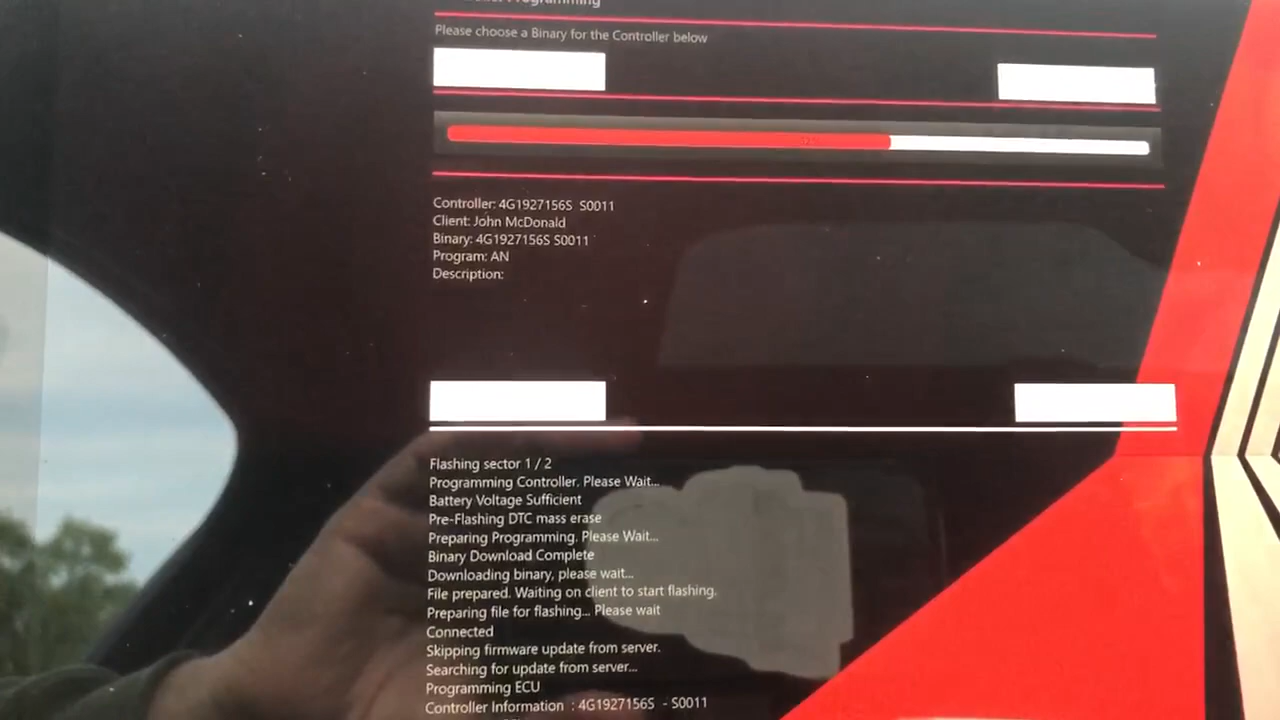 Programming
Please choose a Binary for the Controller below
Controller: 4G1927156S S0011
Client: John McDonald
Binary: 4G1927156S S0011
Program: AN
Description:
Flashing sector 1 / 2
Programming Controller. Please Wait...
Battery Voltage Sufficient
Pre-Flashing DTC mass erase
Preparing Programming. Please Wait...
Binary Download Complete
Downloading binary, please wait...
File prepared. Waiting on client to start flashing.
Preparing file for flashing... Please wait
Connected
Skipping firmware update from server.
Searching for update from server...
Programming ECU
Controller Information : 4G1927156S - S0011